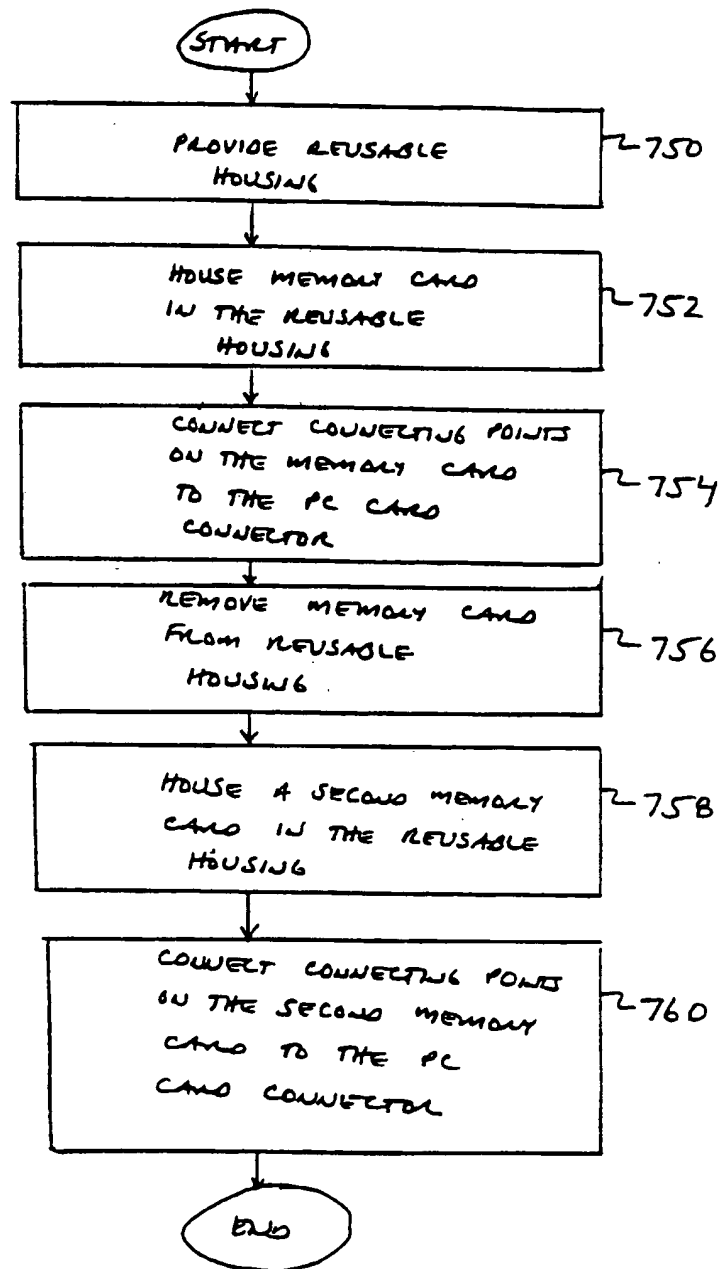 START
PROVIDE REUSABLE
HOUSING
750
HOUSE MEMORY CARD
IN THE REUSABLE
HOUSING
752
CONNECT CONNECTING POINTS
ON THE MEMORY CARD
TO THE PC CARD
CONNECTOR
754
REMOVE MEMORY CARD
FROM REUSABLE
HOUSING
756
HOUSE A SECOND MEMORY
CARD IN THE REUSABLE
HOUSING
758
CONNECT CONNECTING POINTS
ON THE SECOND MEMORY
CARD TO THE PC
CARD CONNECTOR
760
END